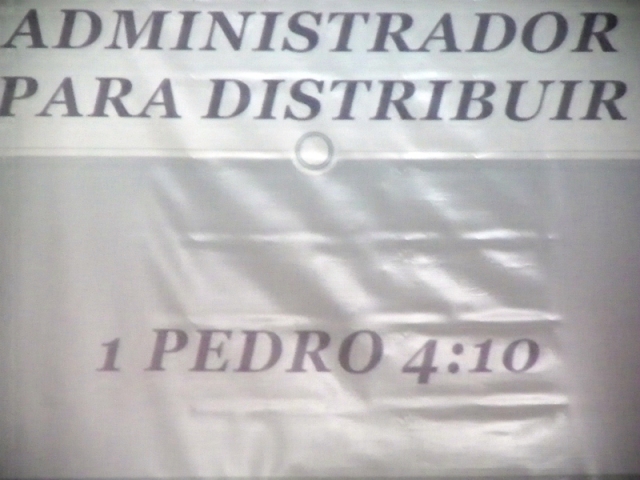 ADMINISTRADOR
PARA DISTRIBUIR
1 PEDRO 4:10